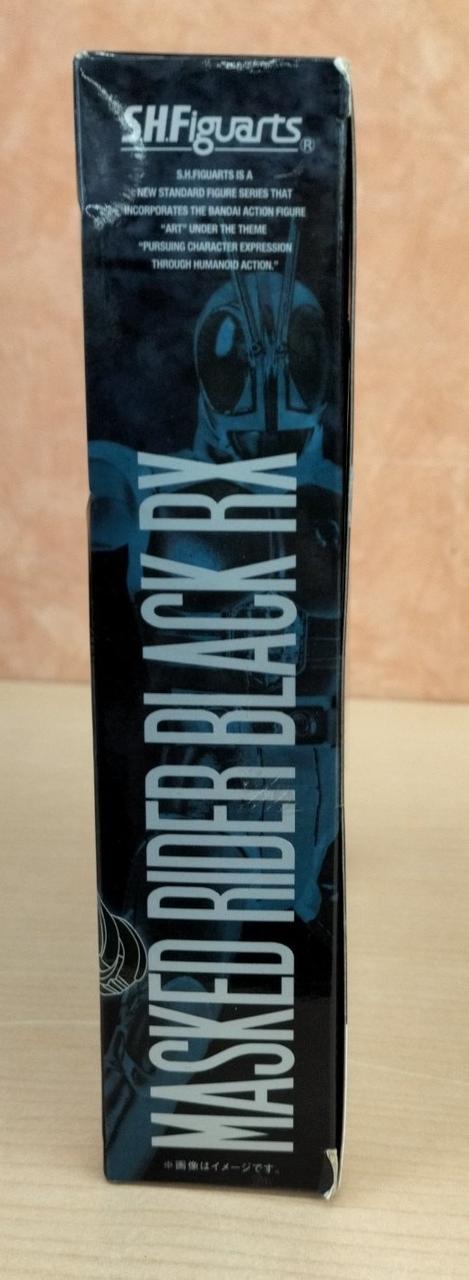 S.H.Figuarts®
S.H.FIGUARTS IS A
NEW STANDARD FIGURE SERIES THAT
INCORPORATES THE BANDAI ACTION FIGURE
"ART" UNDER THE THEME
"PURSUING CHARACTER EXPRESSION
THROUGH HUMANOID ACTION."
MASKED RIDER BLACK RX
※画像はイメージです。